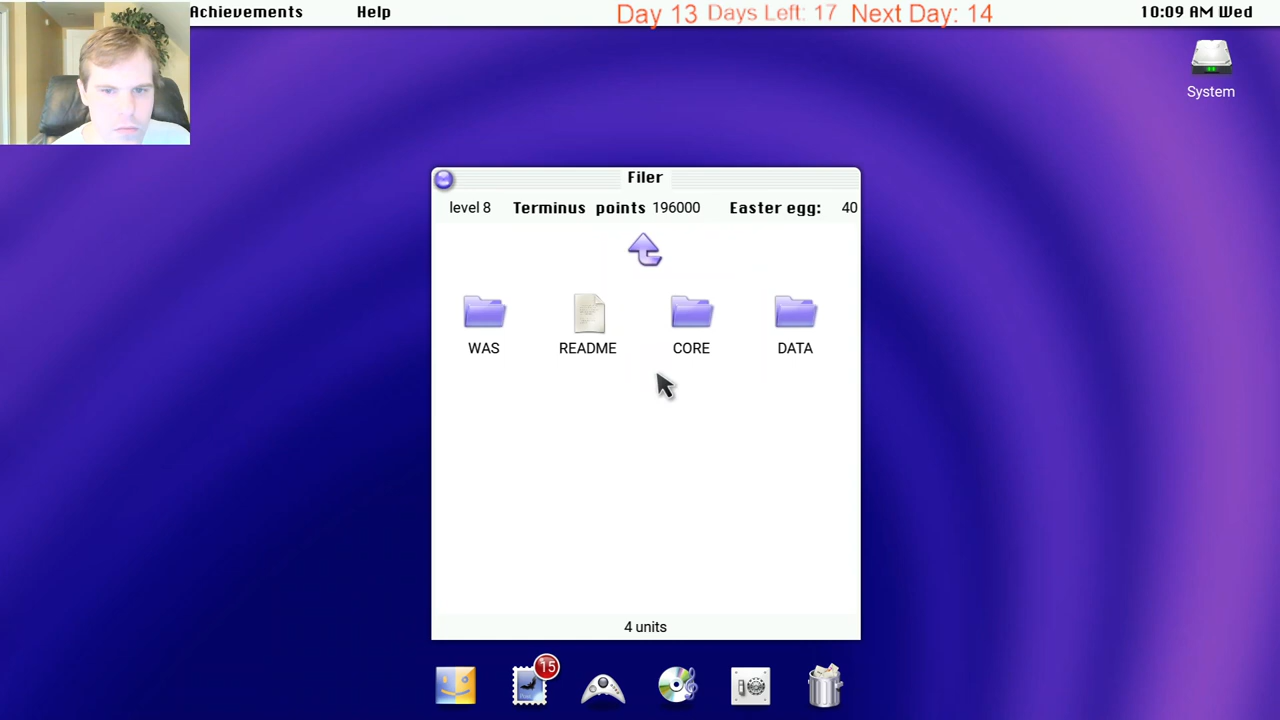 Achievements Help Day 13 Days Left: 17 Next Day: 14 10:09 AM Wed
System
Filer
level 8 Terminus points 196000 Easter egg: 40
WAS README CORE DATA
4 units
15